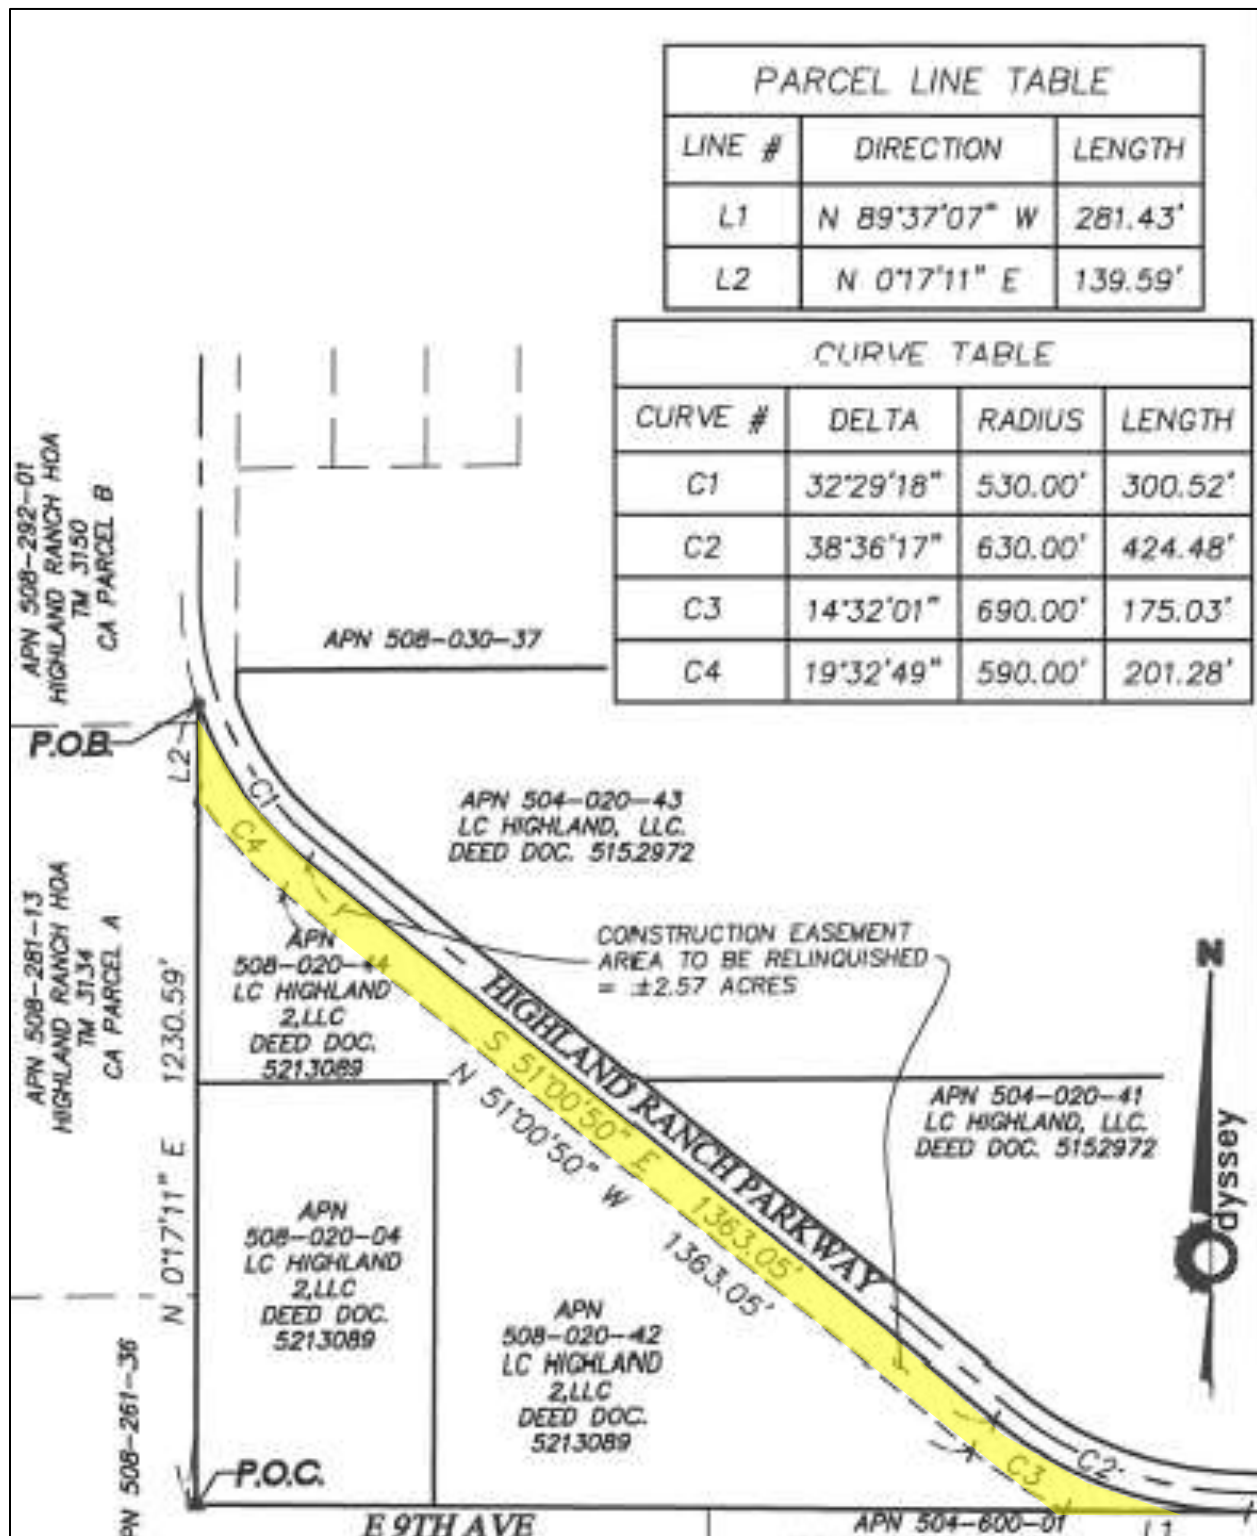 PARCEL LINE TABLE
LINE # DIRECTION LENGTH
L1 N 89°37'07" W 281.43'
L2 N 0°17'11" E 139.59'
CURVE TABLE
CURVE # DELTA RADIUS LENGTH
C1 32°29'18" 530.00' 300.52'
C2 38°36'17" 630.00' 424.48'
C3 14°32'01" 690.00' 175.03'
C4 19°32'49" 590.00' 201.28'
APN 508-292-01
HIGHLAND RANCH HOA
TM 3150
CA PARCEL B
APN 508-030-37
P.O.B.
L2
C1
C4
APN 504-020-43
LC HIGHLAND, LLC.
DEED DOC. 5152972
APN 508-281-13
HIGHLAND RANCH HOA
TM 3134
CA PARCEL A
N 0°17'11" E 1230.59'
APN
508-020-44
LC HIGHLAND
2,LLC
DEED DOC.
5213089
CONSTRUCTION EASEMENT
AREA TO BE RELINQUISHED
= ±2.57 ACRES
N
HIGHLAND RANCH PARKWAY
S 51°00'50" E 1363.05'
N 51°00'50" W 1363.05'
APN 504-020-41
LC HIGHLAND, LLC.
DEED DOC. 5152972
dyssey
APN
508-020-04
LC HIGHLAND
2,LLC
DEED DOC.
5213089
APN
508-020-42
LC HIGHLAND
2,LLC
DEED DOC.
5213089
PN 508-261-36
P.O.C.
C3
C2
E 9TH AVE
APN 504-600-01
L1